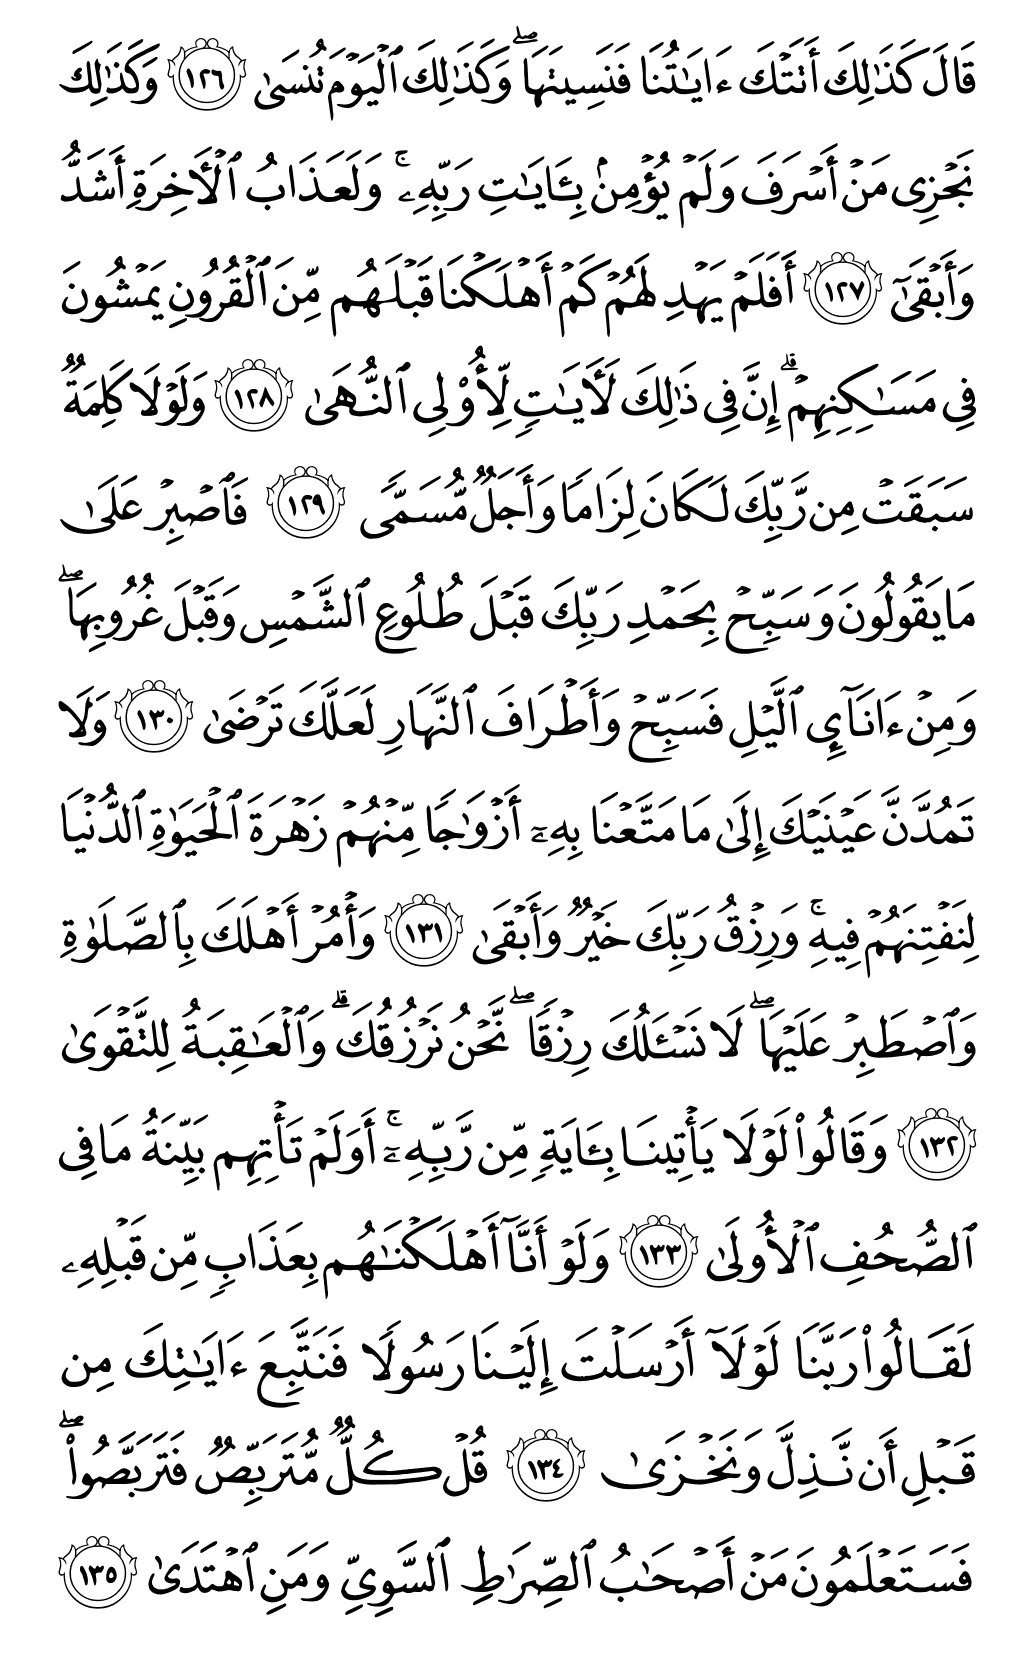 قَالَ كَذَٰلِكَ أَتَتْكَ ءَايَـٰتُنَا فَنَسِيتَهَا ۖ وَكَذَٰلِكَ ٱلْيَوْمَ تُنسَىٰ ١٢٦ وَكَذَٰلِكَ
نَجْزِى مَنْ أَسْرَفَ وَلَمْ يُؤْمِنۢ بِـَٔايَـٰتِ رَبِّهِۦ ۚ وَلَعَذَابُ ٱلْـَٔاخِرَةِ أَشَدُّ
وَأَبْقَىٰٓ ١٢٧ أَفَلَمْ يَهْدِ لَهُمْ كَمْ أَهْلَكْنَا قَبْلَهُم مِّنَ ٱلْقُرُونِ يَمْشُونَ
فِى مَسَـٰكِنِهِمْ ۗ إِنَّ فِى ذَٰلِكَ لَـَٔايَـٰتٍ لِّأُو۟لِى ٱلنُّهَىٰ ١٢٨ وَلَوْلَا كَلِمَةٌ
سَبَقَتْ مِن رَّبِّكَ لَكَانَ لِزَامًا وَأَجَلٌ مُّسَمًّى ١٢٩ فَٱصْبِرْ عَلَىٰ
مَا يَقُولُونَ وَسَبِّحْ بِحَمْدِ رَبِّكَ قَبْلَ طُلُوعِ ٱلشَّمْسِ وَقَبْلَ غُرُوبِهَا ۖ
وَمِنْ ءَانَآئِ ٱلَّيْلِ فَسَبِّحْ وَأَطْرَافَ ٱلنَّهَارِ لَعَلَّكَ تَرْضَىٰ ١٣٠ وَلَا
تَمُدَّنَّ عَيْنَيْكَ إِلَىٰ مَا مَتَّعْنَا بِهِۦٓ أَزْوَٰجًا مِّنْهُمْ زَهْرَةَ ٱلْحَيَوٰةِ ٱلدُّنْيَا
لِنَفْتِنَهُمْ فِيهِ ۚ وَرِزْقُ رَبِّكَ خَيْرٌ وَأَبْقَىٰ ١٣١ وَأْمُرْ أَهْلَكَ بِٱلصَّلَوٰةِ
وَٱصْطَبِرْ عَلَيْهَا ۖ لَا نَسْـَٔلُكَ رِزْقًا ۖ نَّحْنُ نَرْزُقُكَ ۗ وَٱلْعَـٰقِبَةُ لِلتَّقْوَىٰ
١٣٢ وَقَالُوا۟ لَوْلَا يَأْتِينَا بِـَٔايَةٍ مِّن رَّبِّهِۦٓ ۚ أَوَلَمْ تَأْتِهِم بَيِّنَةُ مَا فِى
ٱلصُّحُفِ ٱلْأُولَىٰ ١٣٣ وَلَوْ أَنَّآ أَهْلَكْنَـٰهُم بِعَذَابٍ مِّن قَبْلِهِۦ
لَقَالُوا۟ رَبَّنَا لَوْلَآ أَرْسَلْتَ إِلَيْنَا رَسُولًا فَنَتَّبِعَ ءَايَـٰتِكَ مِن
قَبْلِ أَن نَّذِلَّ وَنَخْزَىٰ ١٣٤ قُلْ كُلٌّ مُّتَرَبِّصٌ فَتَرَبَّصُوا۟ ۖ
فَسَتَعْلَمُونَ مَنْ أَصْحَـٰبُ ٱلصِّرَٰطِ ٱلسَّوِىِّ وَمَنِ ٱهْتَدَىٰ ١٣٥